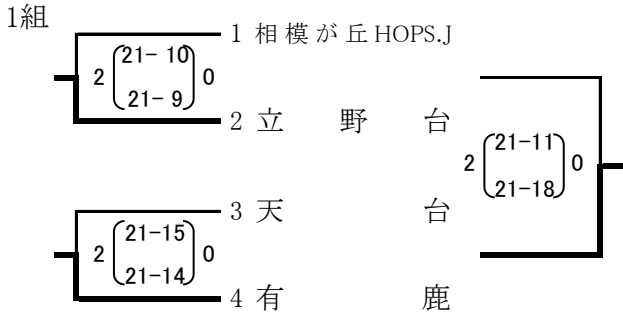 1組
1 相模が丘HOPS.J
2 (21-10 21-9) 0
2 立野台
2 (21-11 21-18) 0
3 天台
2 (21-15 21-14) 0
4 有鹿